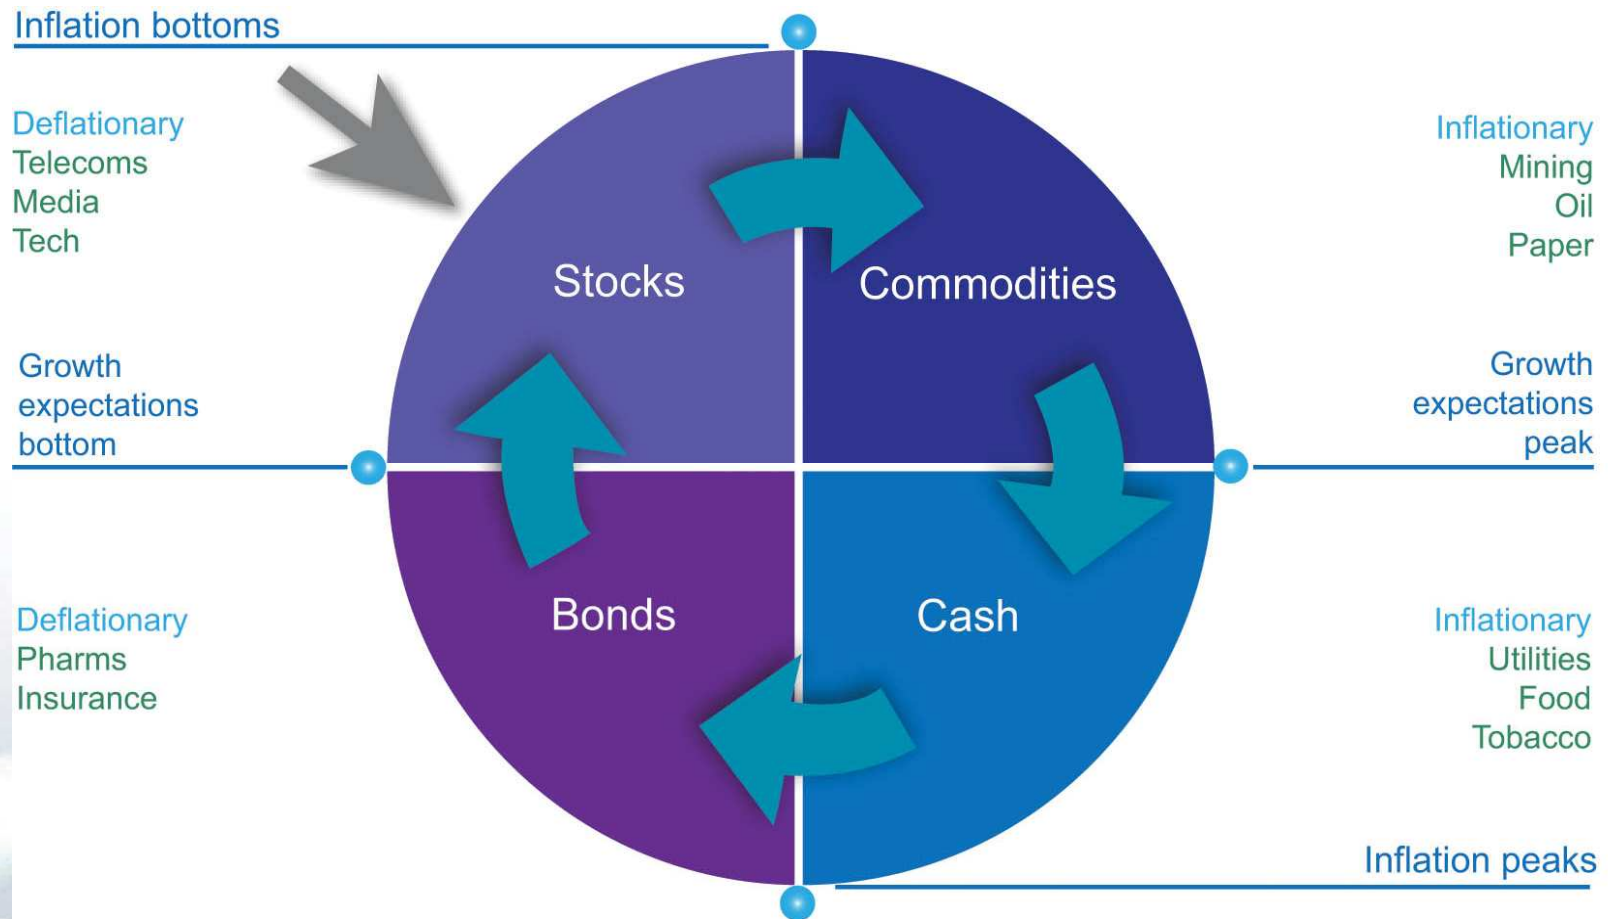 Inflation bottoms
Deflationary
Telecoms
Media
Tech
Inflationary
Mining
Oil
Paper
Stocks
Commodities
Growth
expectations
bottom
Growth
expectations
peak
Bonds
Cash
Deflationary
Pharms
Insurance
Inflationary
Utilities
Food
Tobacco
Inflation peaks